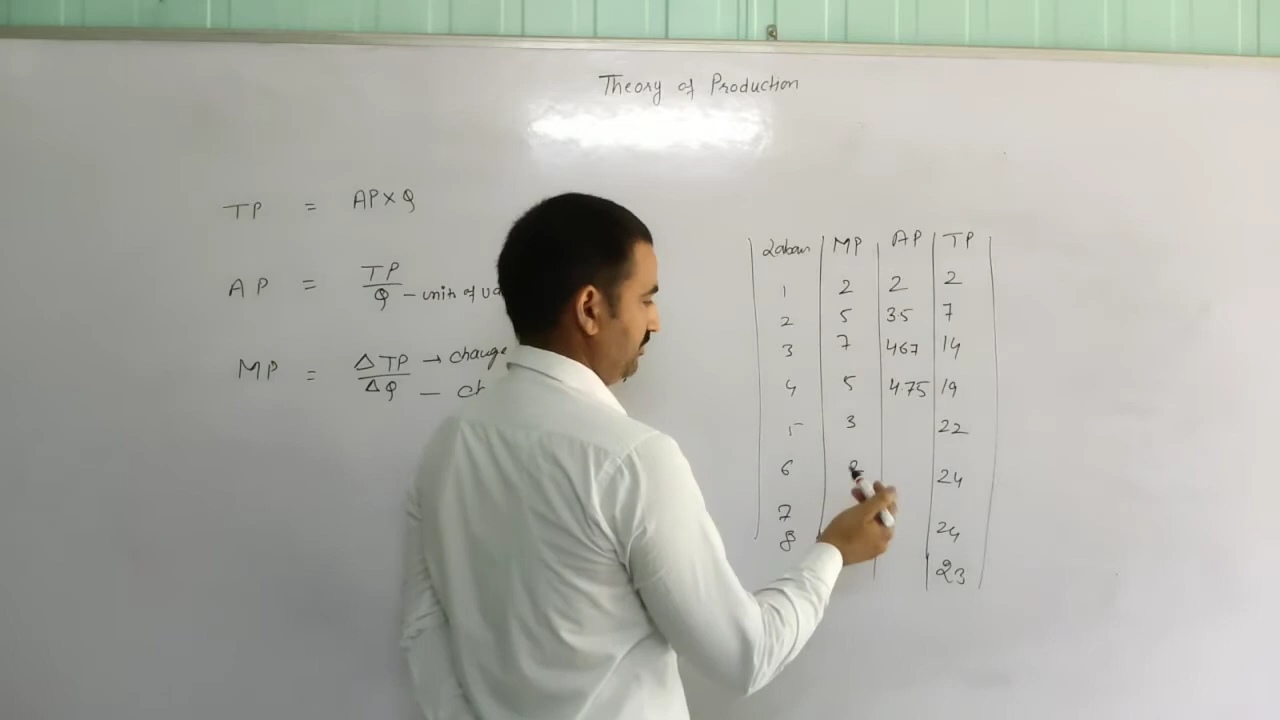 Theory of Production
TP = AP×Q
AP = TP/Q – units of va
MP = ΔTP/ΔQ → change
– ch
Labour MP AP TP
1 2 2 2
2 5 3.5 7
3 7 4.67 14
4 5 4.75 19
5 3 22
6 2 24
7 24
8 23